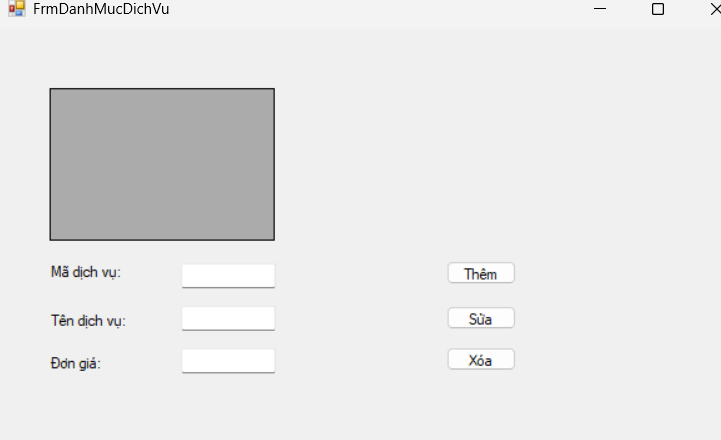 FrmDanhMucDichVu
Mã dịch vụ:
Thêm
Tên dịch vụ:
Sửa
Đơn giá:
Xóa